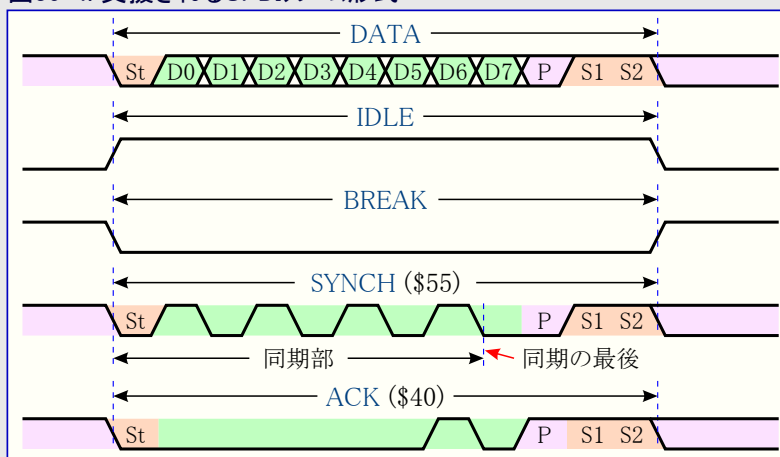 DATA
St D0 D1 D2 D3 D4 D5 D6 D7 P S1 S2
IDLE
BREAK
SYNCH ($55)
St P S1 S2
同期部 同期の最後
ACK ($40)
St P S1 S2